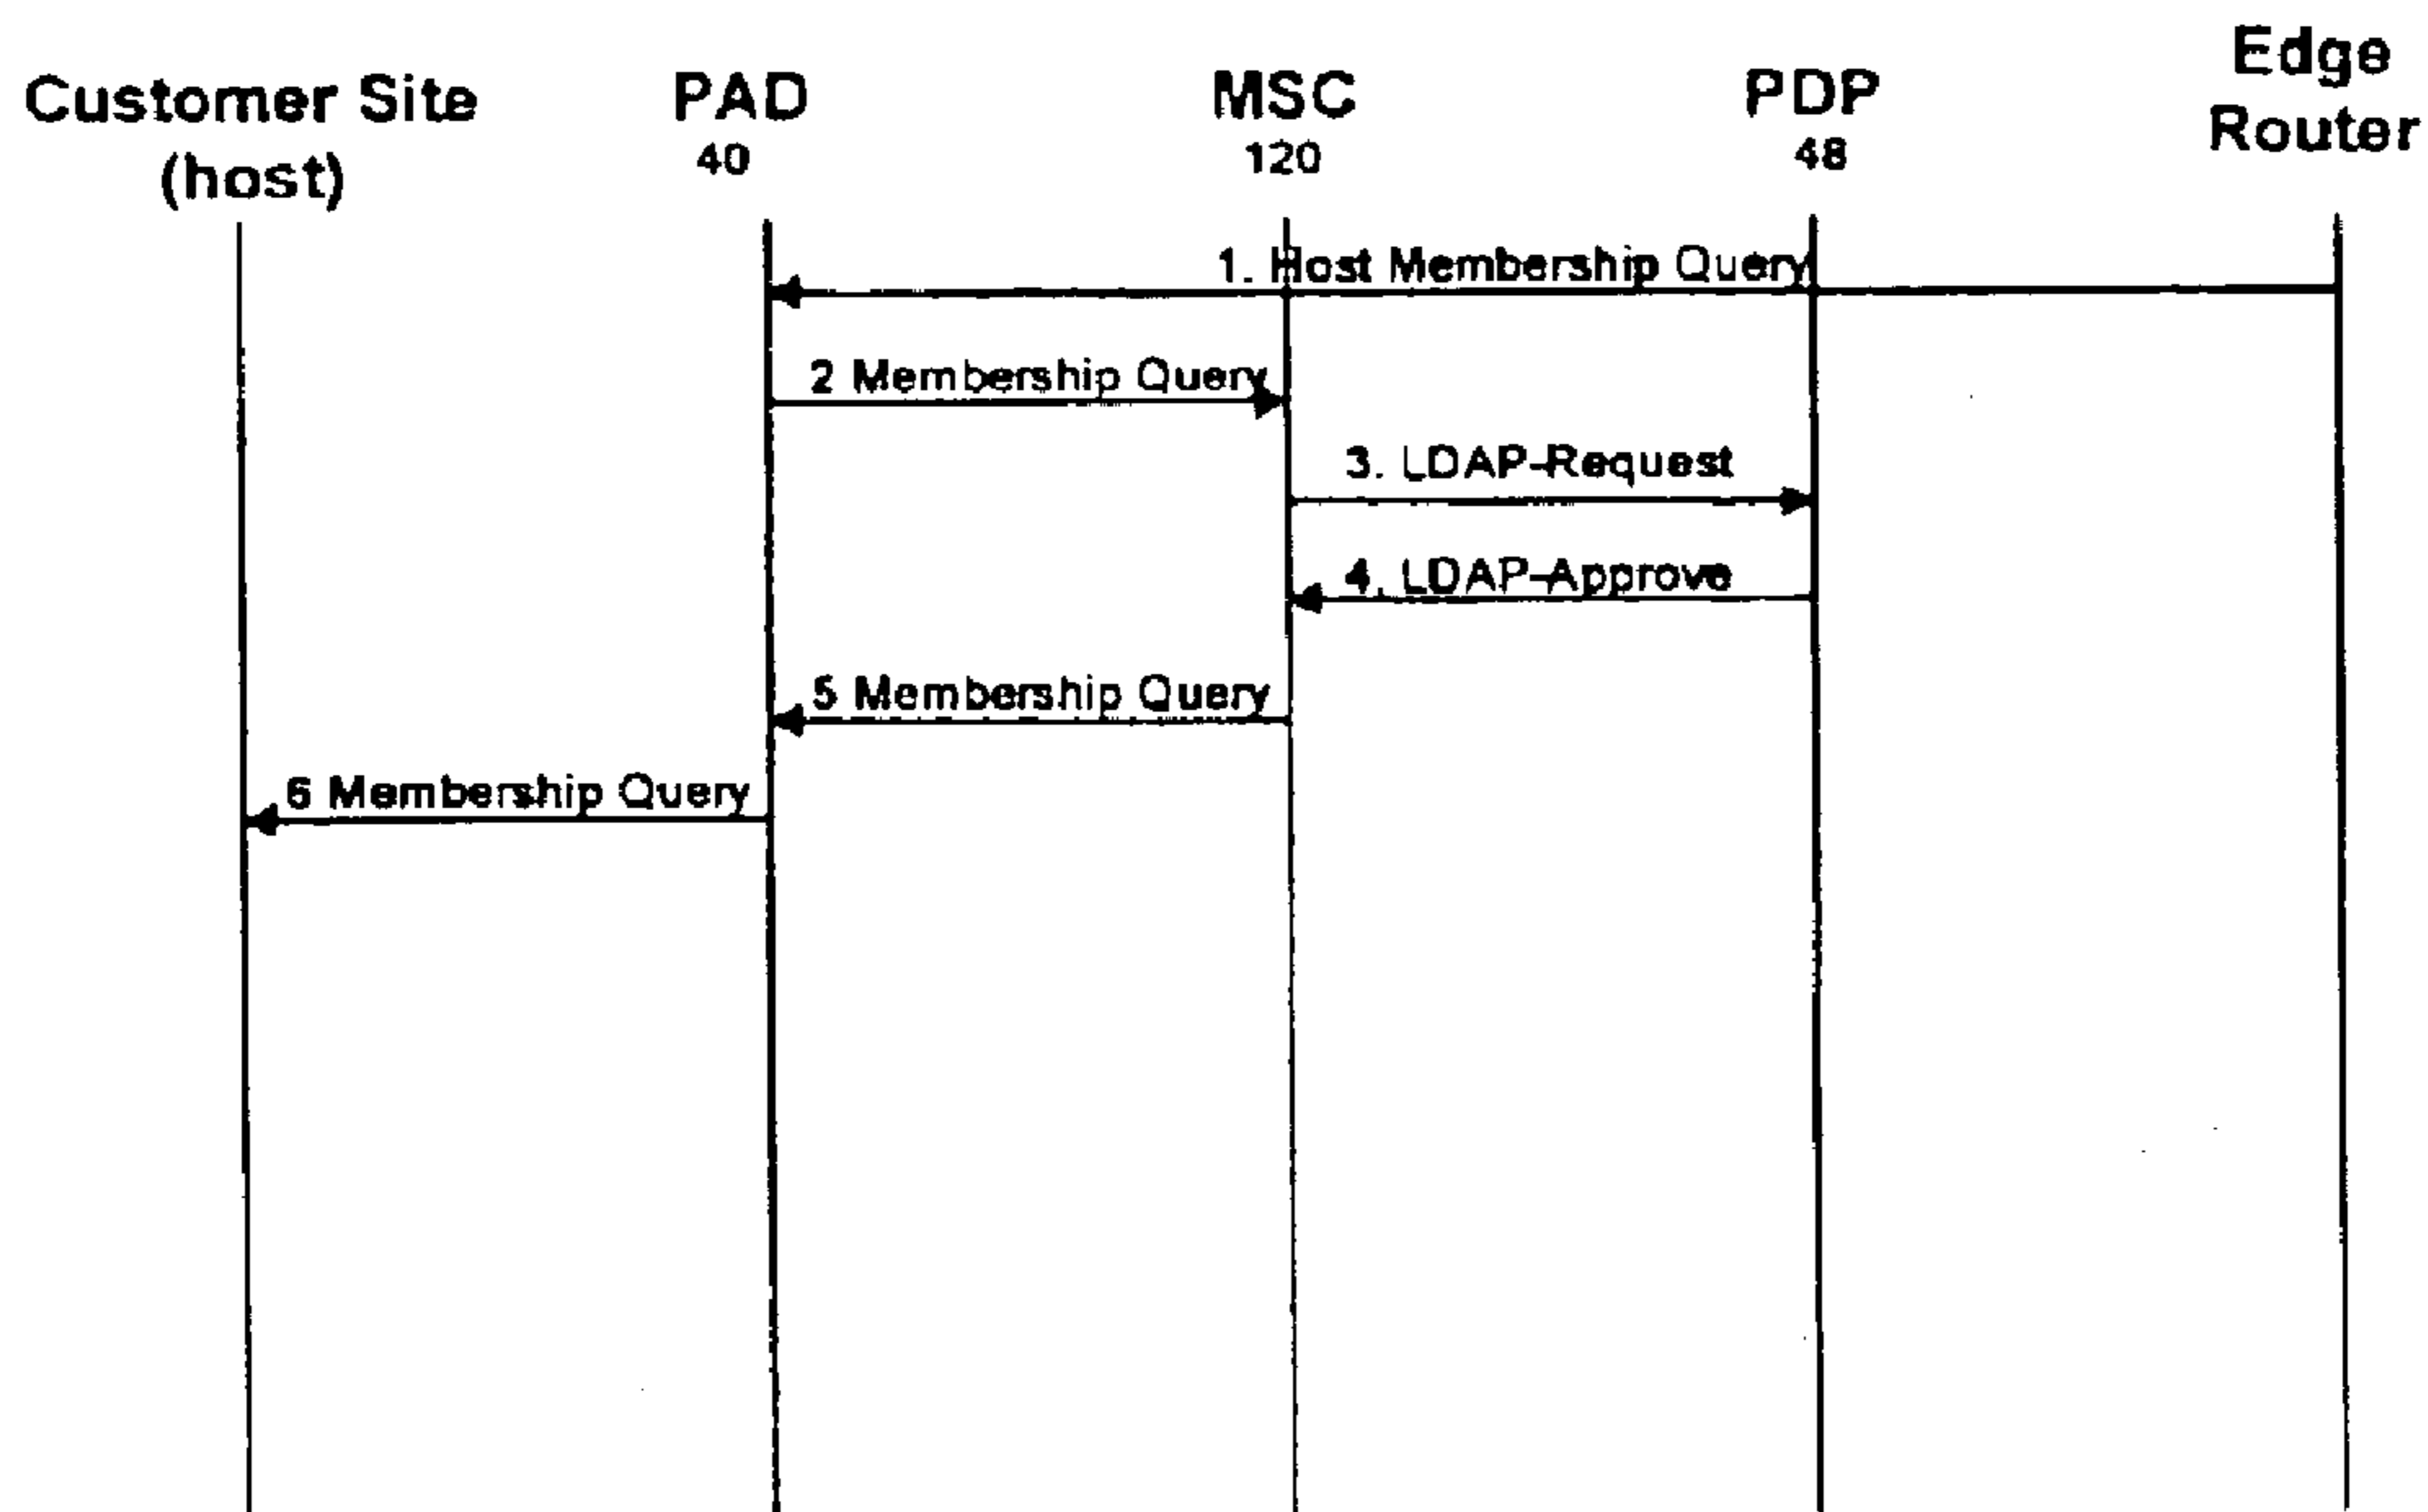 Customer Site
(host)
PAD
40
MSC
120
PDP
48
Edge
Router
1. Host Membership Query
2 Membership Query
3. LDAP-Request
4. LDAP-Approve
5 Membership Query
6 Membership Query